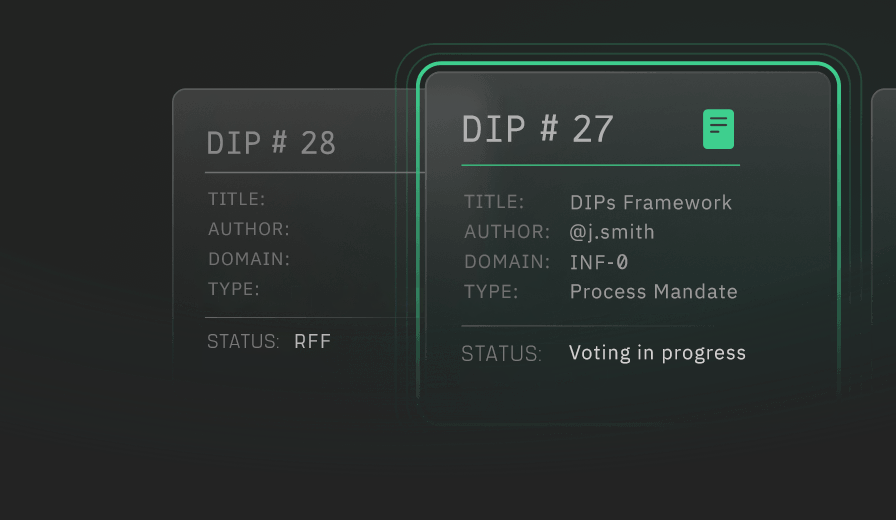 DIP # 28
TITLE:
AUTHOR:
DOMAIN:
TYPE:
STATUS: RFF
DIP # 27
TITLE: DIPs Framework
AUTHOR: @j.smith
DOMAIN: INF-0
TYPE: Process Mandate
STATUS: Voting in progress